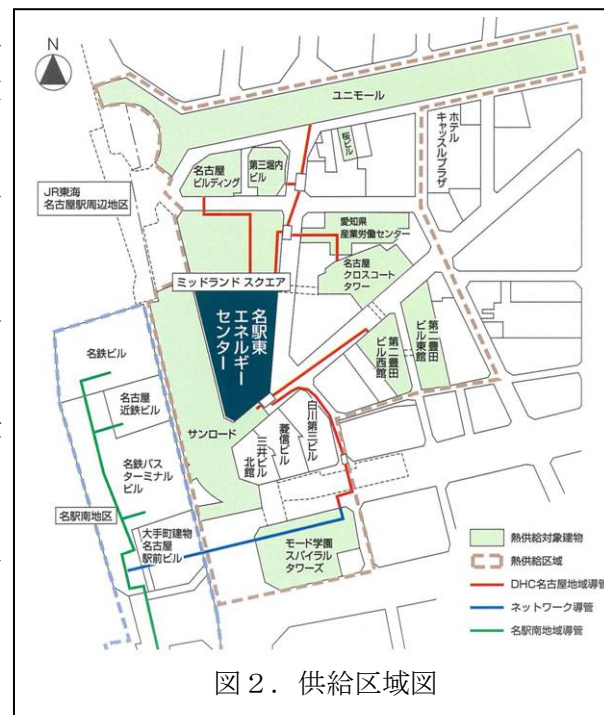 N
ユニモール
ホテル
キャッスルプラザ
桜ビル
名古屋
ビルディング
第三堀内
ビル
JR東海
名古屋駅周辺地区
愛知県
産業労働センター
名古屋
クロスコート
タワー
ミッドランド スクエア
名駅東
エネルギー
センター
第二豊田
ビル西館
第二豊田
ビル東館
名鉄ビル
名古屋
近鉄ビル
サンロード
三井ビル
北館
菱信ビル
白川第三ビル
名鉄バス
ターミナル
ビル
名駅南地区
大手町建物
名古屋
駅前ビル
モード学園
スパイラル
タワーズ
熱供給対象建物
熱供給区域
DHC名古屋地域導管
ネットワーク導管
名駅南地域導管
図2．供給区域図